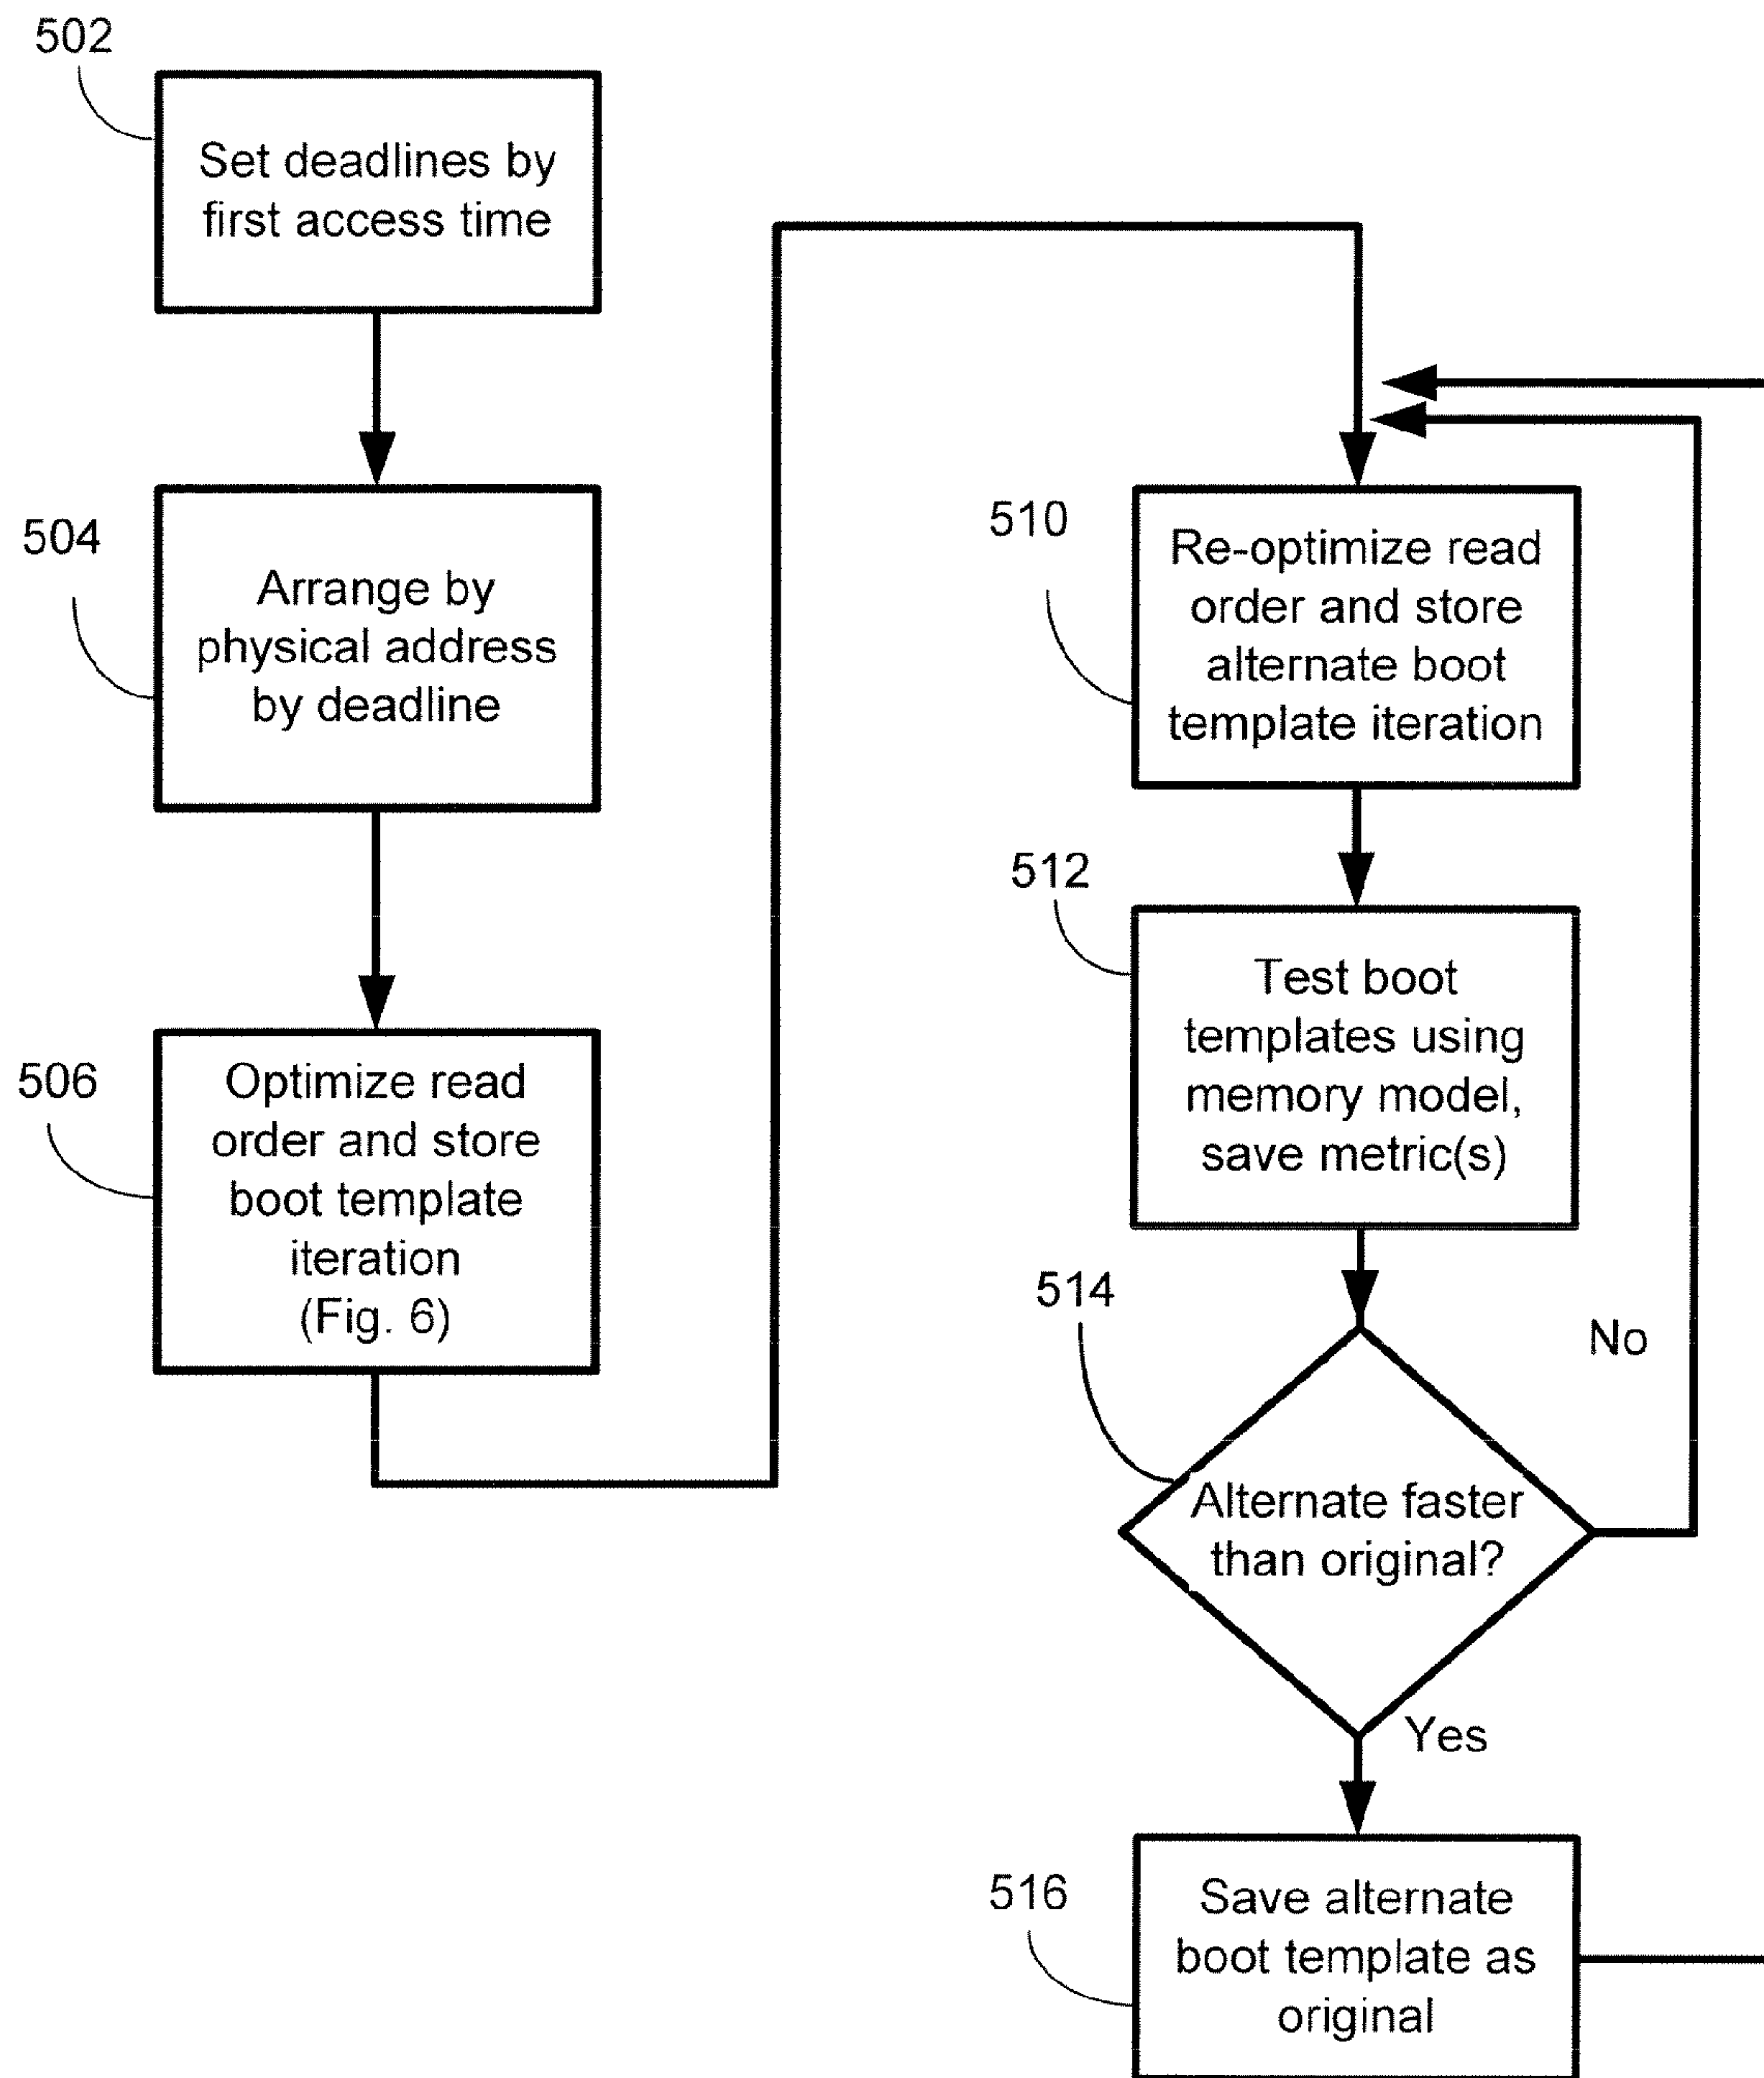 502
Set deadlines by
first access time
504
Arrange by
physical address
by deadline
506
Optimize read
order and store
boot template
iteration
(Fig. 6)
510
Re-optimize read
order and store
alternate boot
template iteration
512
Test boot
templates using
memory model,
save metric(s)
514
Alternate faster
than original?
No
Yes
516
Save alternate
boot template as
original